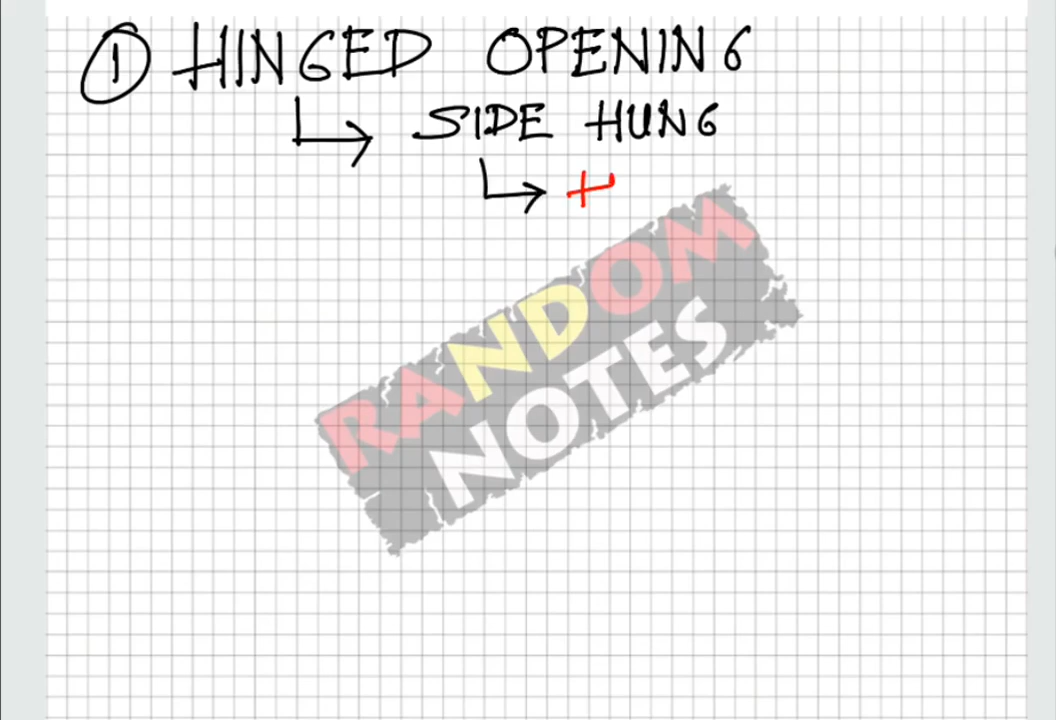 ① HINGED OPENING
↳ SIDE HUNG
↳ +
RANDOM
NOTES